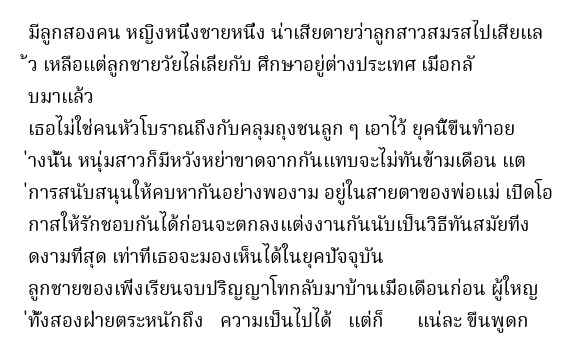 มีลูกสองคน หญิงหนึ่งชายหนึ่ง น่าเสียดายว่าลูกสาวสมรสไปเสียแล
้ว เหลือแต่ลูกชายวัยไล่เลียกับ ศึกษาอยู่ต่างประเทศ เมื่อกลั
บมาแล้ว
เธอไม่ใช่คนหัวโบราณถึงกับคลุมถุงชนลูก ๆ เอาไว้ ยุคนี้ขืนทำอย
่างนั้น หนุ่มสาวก็มีหวังหย่าขาดจากกันแทบจะไม่ทันข้ามเดือน แต
่การสนับสนุนให้คบหากันอย่างพองาม อยู่ในสายตาของพ่อแม่ เปิดโอ
กาสให้รักชอบกันได้ก่อนจะตกลงแต่งงานกันนับเป็นวิธีทันสมัยที่ง
ดงามที่สุด เท่าที่เธอจะมองเห็นได้ในยุคปัจจุบัน
ลูกชายของเพิ่งเรียนจบปริญญาโทกลับมาบ้านเมื่อเดือนก่อน ผู้ใหญ
่ทั้งสองฝ่ายตระหนักถึง ความเป็นไปได้ แต่ก็ แน่ละ ขืนพูดก